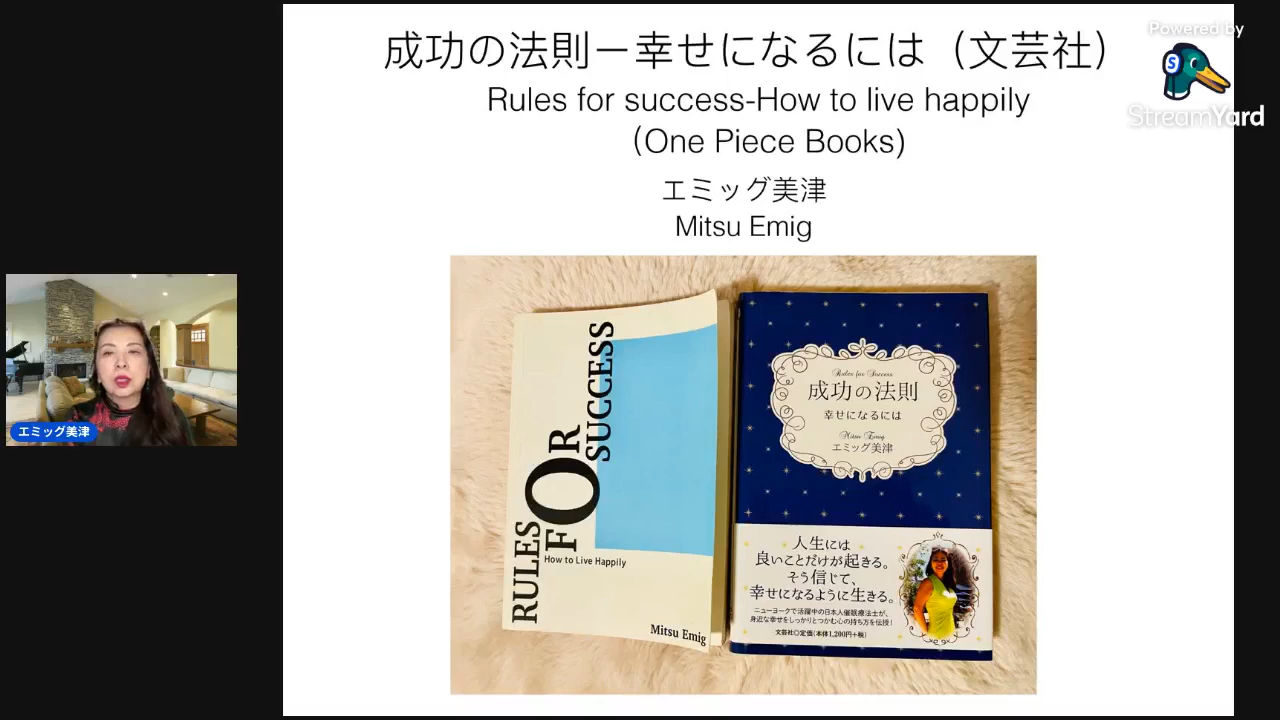 成功の法則ー幸せになるには（文芸社）
Rules for success-How to live happily
(One Piece Books)
エミッグ美津
Mitsu Emig
Powered by
S
StreamYard
エミッグ美津
RULES
FOR
SUCCESS
How to Live Happily
Mitsu Emig
Rules for Success
成功の法則
幸せになるには
Mitsu Emig
エミッグ美津
人生には
良いことだけが起きる。
そう信じて、
幸せになるように生きる。
ニューヨークで活躍中の日本人催眠療法士が、
身近な幸せをしっかりとつかむ心の持ち方を伝授！
文芸社◎定価(本体1,200円+税)